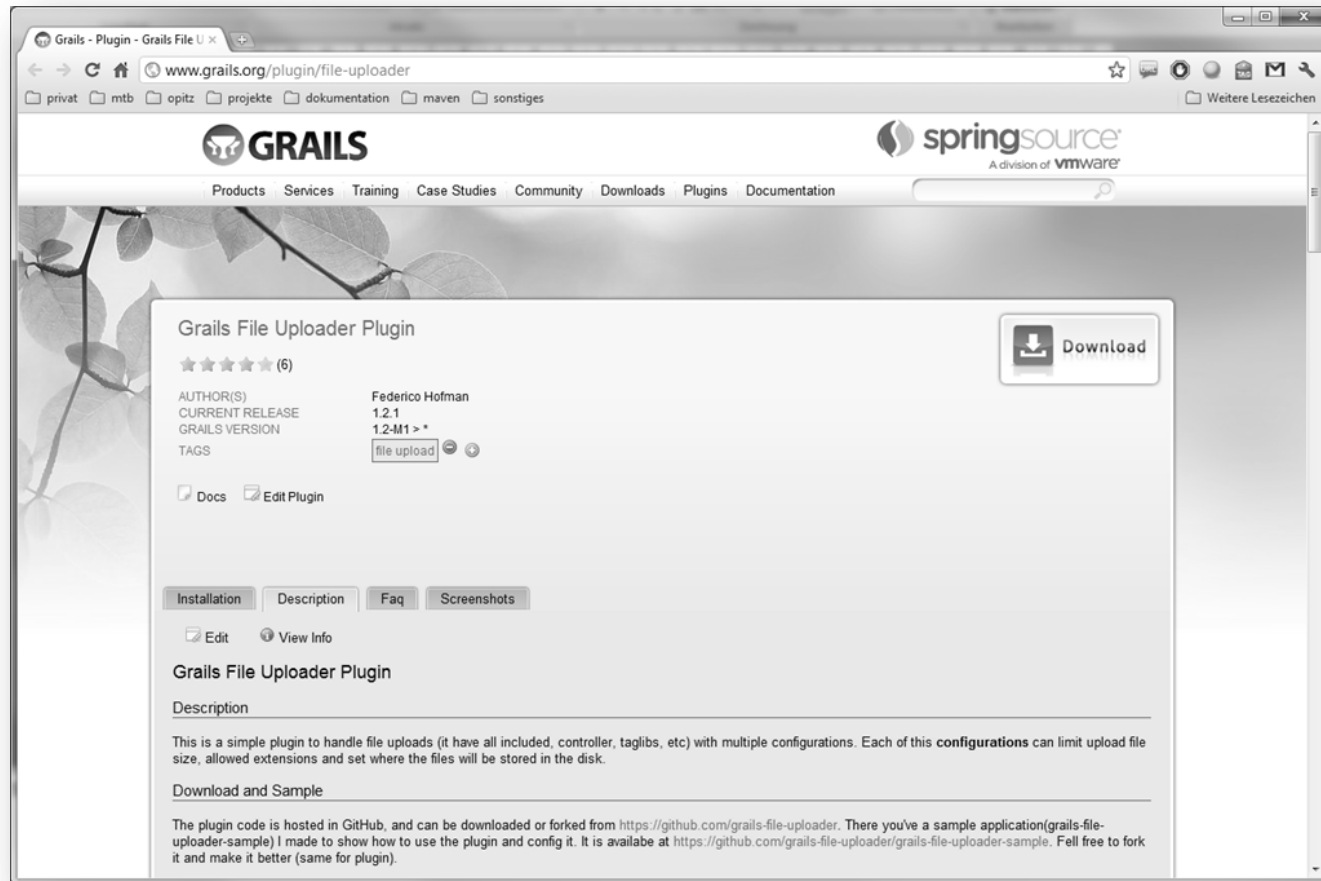 Grails - Plugin - Grails File U
www.grails.org/plugin/file-uploader
privat mtb opitz projekte dokumentation maven sonstiges Weitere Lesezeichen
GRAILS
springsource
A division of vmware
Products Services Training Case Studies Community Downloads Plugins Documentation
Grails File Uploader Plugin
(6)
Download
AUTHOR(S) Federico Hofman
CURRENT RELEASE 1.2.1
GRAILS VERSION 1.2-M1 > *
TAGS file upload
Docs Edit Plugin
Installation Description Faq Screenshots
Edit View Info
Grails File Uploader Plugin
Description
This is a simple plugin to handle file uploads (it have all included, controller, taglibs, etc) with multiple configurations. Each of this configurations can limit upload file
size, allowed extensions and set where the files will be stored in the disk.
Download and Sample
The plugin code is hosted in GitHub, and can be downloaded or forked from https://github.com/grails-file-uploader. There you've a sample application(grails-file-
uploader-sample) I made to show how to use the plugin and config it. It is availabe at https://github.com/grails-file-uploader/grails-file-uploader-sample. Fell free to fork
it and make it better (same for plugin).